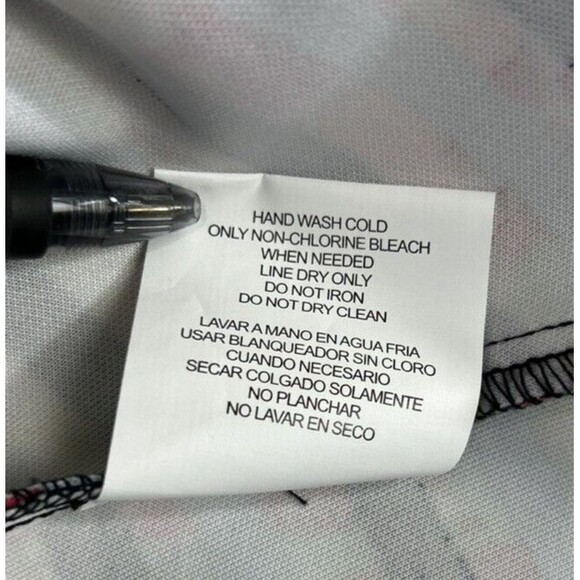 HAND WASH COLD
ONLY NON-CHLORINE BLEACH
WHEN NEEDED
LINE DRY ONLY
DO NOT IRON
DO NOT DRY CLEAN
LAVAR A MANO EN AGUA FRIA
USAR BLANQUEADOR SIN CLORO
CUANDO NECESARIO
SECAR COLGADO SOLAMENTE
NO PLANCHAR
NO LAVAR EN SECO